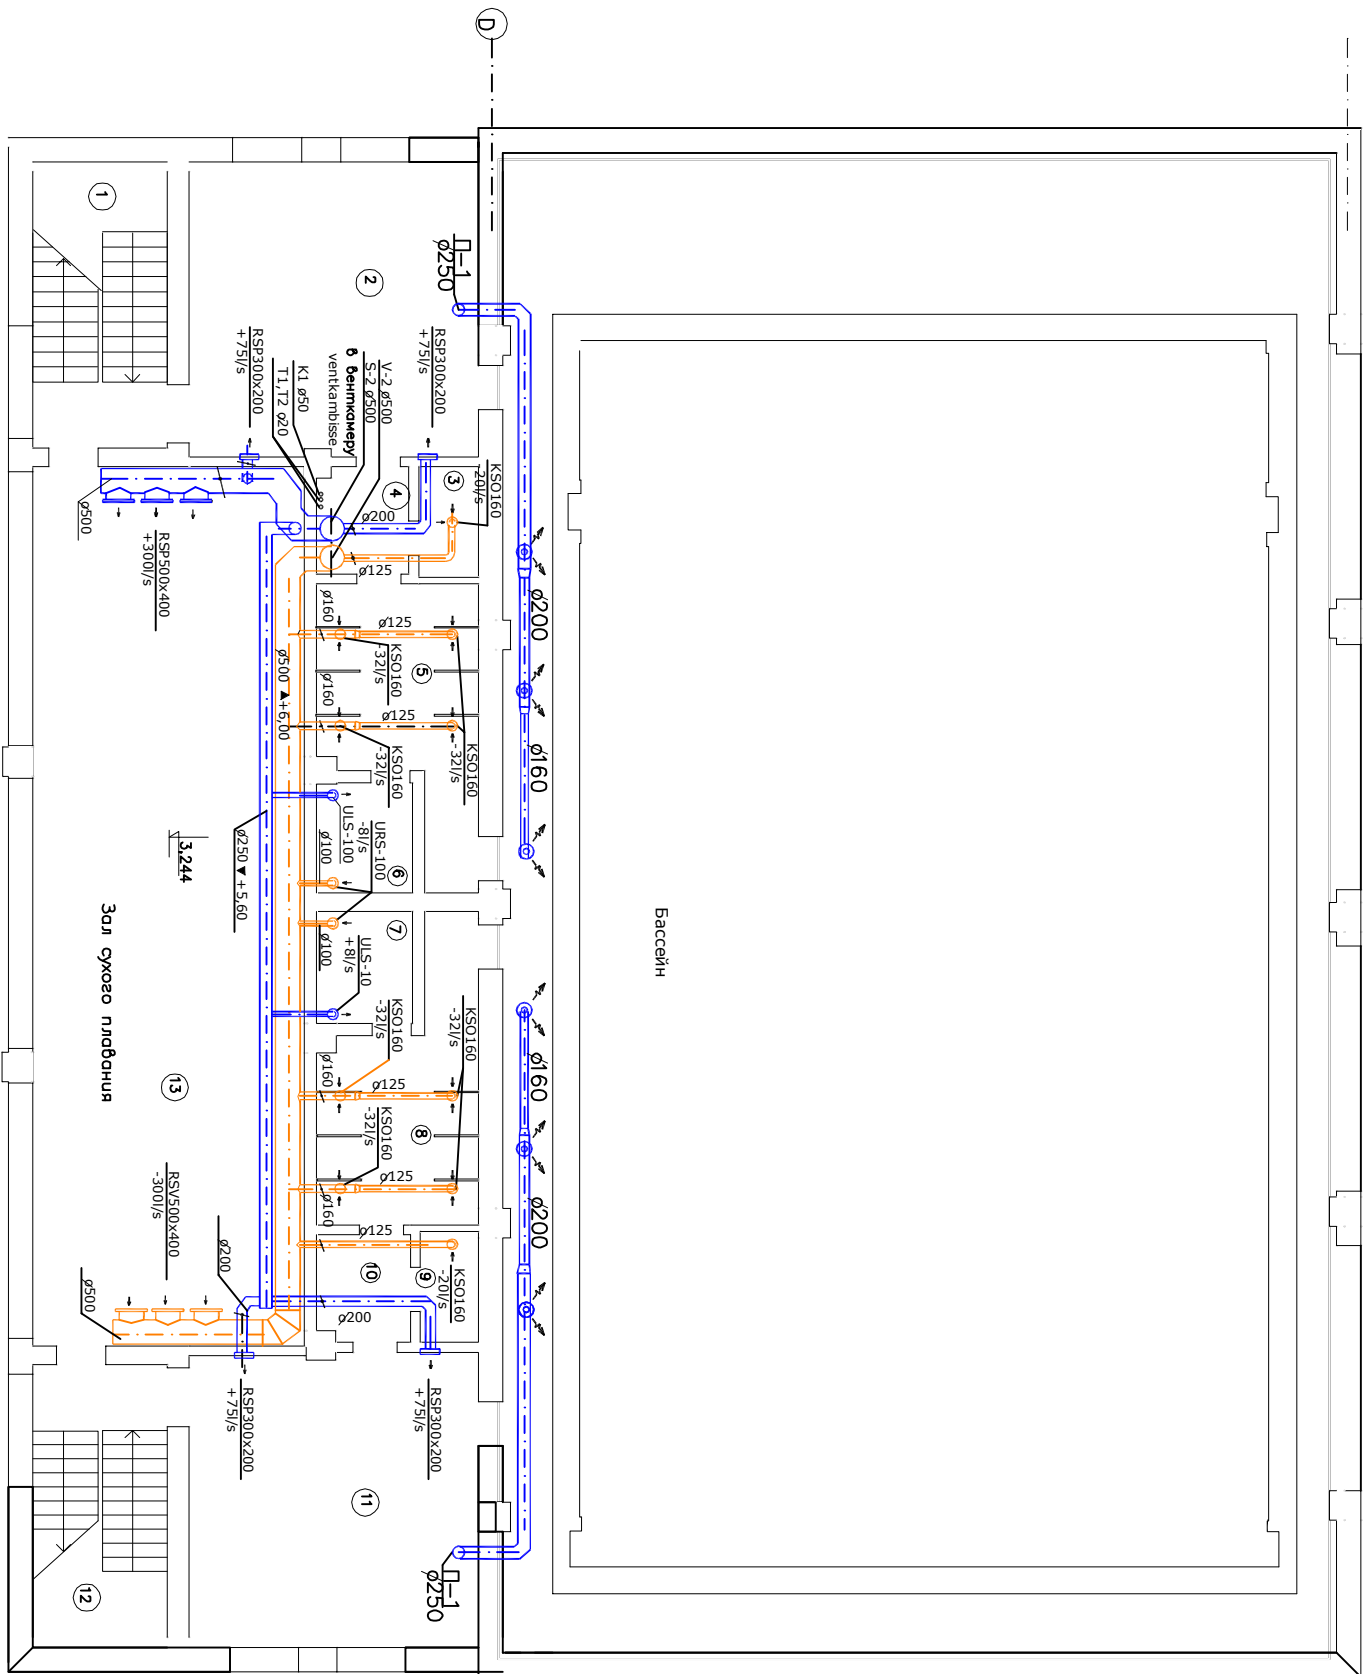 D
1
2
П-1
ø250
RSP300x200
+75l/s
RSP300x200
+75l/s
V-2 ø500
S-2 ø500
в венткамеру
ventkambisse
K1 ø50
T1,T2 ø20
KSO160
-20l/s
3
4
ø200
ø125
ø500
RSP500x400
+300l/s
ø160
ø125
KSO160
-32l/s
5
ø500 ▲+6,00
ø160
ø125
KSO160
-32l/s
KSO160
-32l/s
ø200
ø160
ULS-100
URS-100
-8l/s
ø100
6
7
ø100
ULS-10
+8l/s
3,244
ø250 ▼+5,60
Зал сухого плавания
13
Бассейн
KSO160
-32l/s
KSO160
-32l/s
ø160
ø125
8
KSO160
-32l/s
ø125
ø160
ø160
ø200
ø125
10
9
KSO160
-20l/s
ø200
RSV500x400
-300l/s
ø200
ø500
RSP300x200
+75l/s
RSP300x200
+75l/s
11
П-1
ø250
12